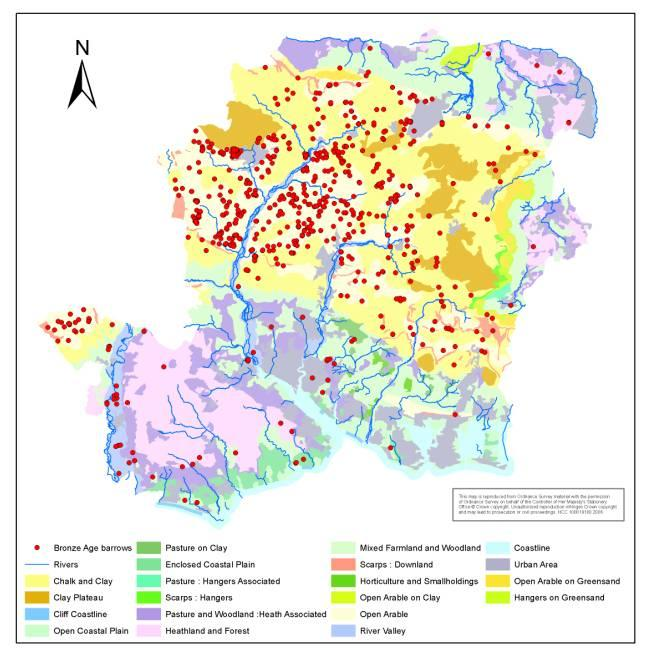 N
This map is reproduced from Ordnance Survey material with the permission
of Ordnance Survey on behalf of the Controller of Her Majesty's Stationery
Office © Crown copyright. Unauthorized reproduction infringes Crown copyright
and may lead to prosecution or civil proceedings. HCC 100019180 2006
Bronze Age barrows
Rivers
Chalk and Clay
Clay Plateau
Cliff Coastline
Open Coastal Plain
Pasture on Clay
Enclosed Coastal Plain
Pasture : Hangers Associated
Scarps : Hangers
Pasture and Woodland :Heath Associated
Heathland and Forest
Mixed Farmland and Woodland
Scarps : Downland
Horticulture and Smallholdings
Open Arable on Clay
Open Arable
River Valley
Coastline
Urban Area
Open Arable on Greensand
Hangers on Greensand